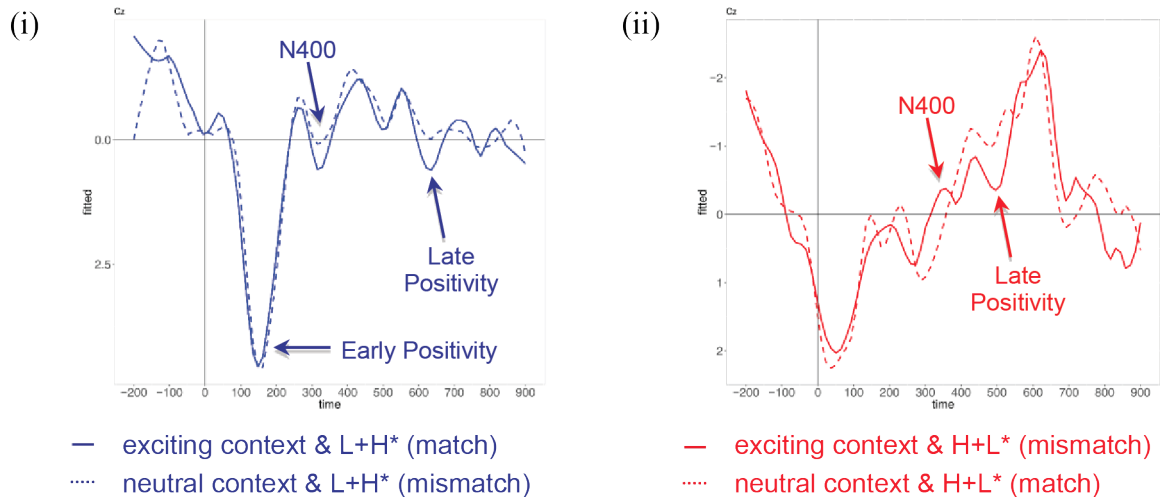 (i)
Cz
N400
0.0
fitted
2.5
Late
Positivity
Early Positivity
−200 −100 0 100 200 300 400 500 600 700 800 900
time
exciting context & L+H* (match)
neutral context & L+H* (mismatch)
(ii)
Cz
−2
N400
−1
fitted
0
Late
Positivity
1
2
−200 −100 0 100 200 300 400 500 600 700 800 900
time
exciting context & H+L* (mismatch)
neutral context & H+L* (match)